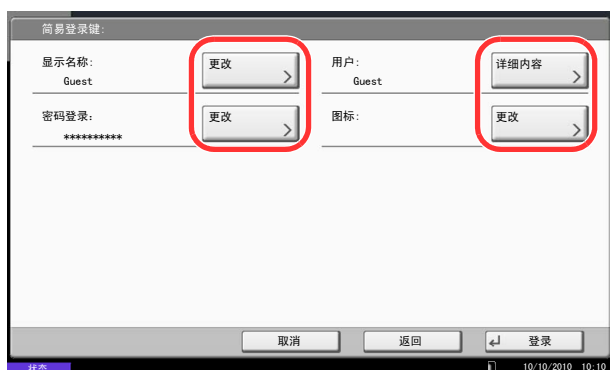 简易登录键:
显示名称: 更改 用户: 详细内容
Guest Guest
密码登录: 更改 图标: 更改
**********
取消 返回 登录
状态 10/10/2010 10:10